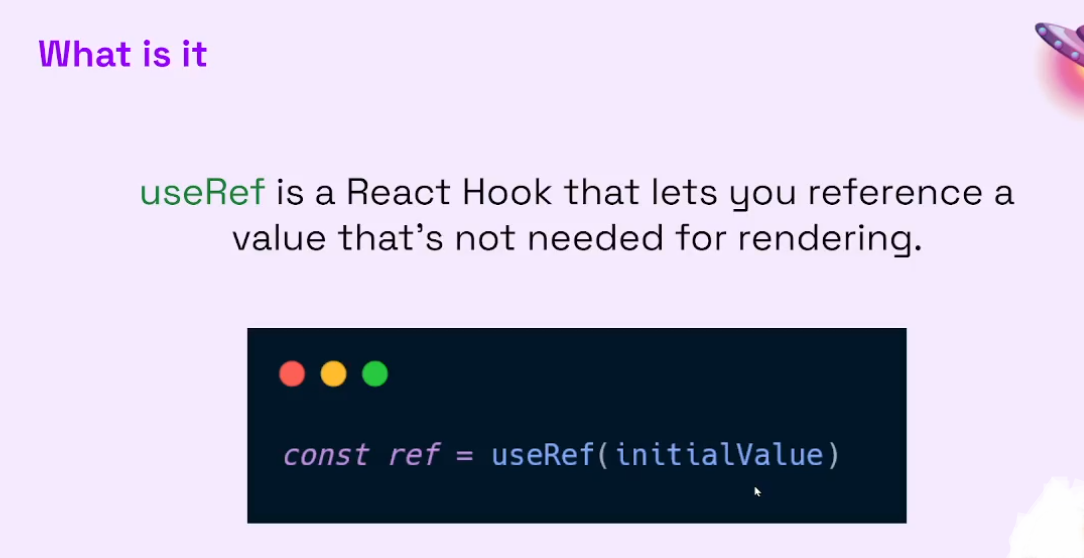 What is it
useRef is a React Hook that lets you reference a
value that's not needed for rendering.
const ref = useRef(initialValue)